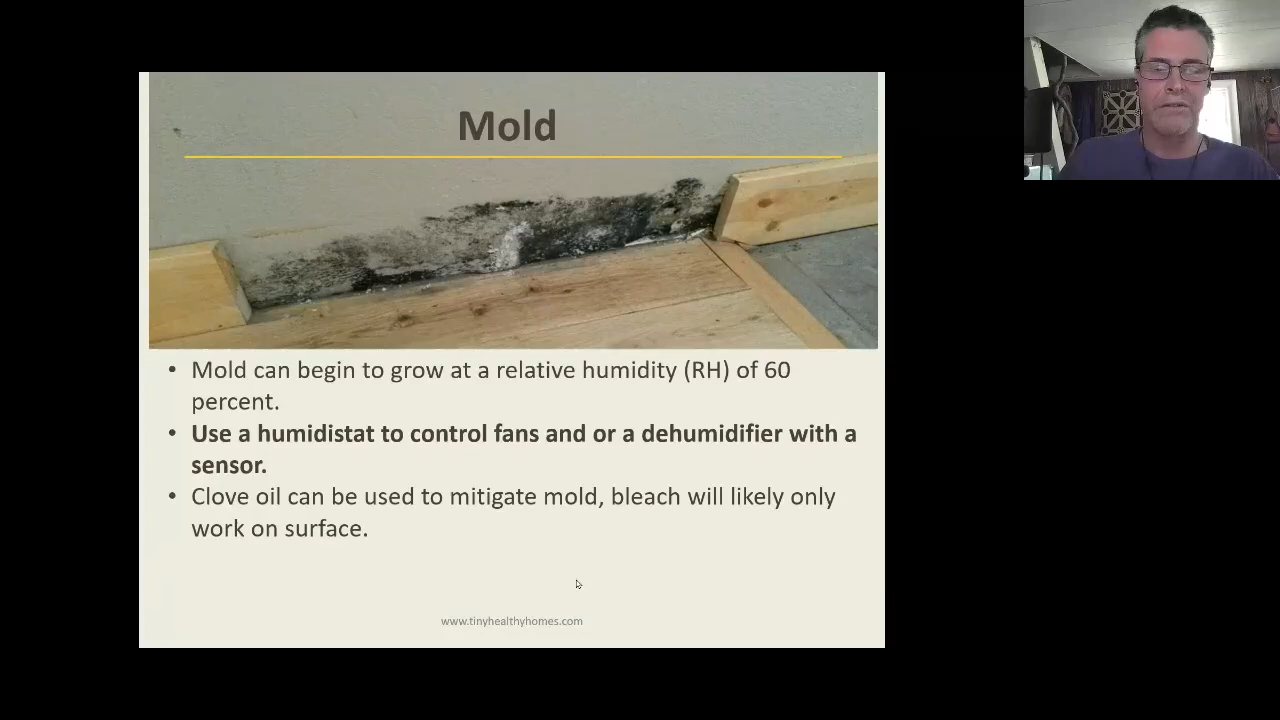 Mold
• Mold can begin to grow at a relative humidity (RH) of 60
percent.
• Use a humidistat to control fans and or a dehumidifier with a
sensor.
• Clove oil can be used to mitigate mold, bleach will likely only
work on surface.
www.tinyhealthyhomes.com